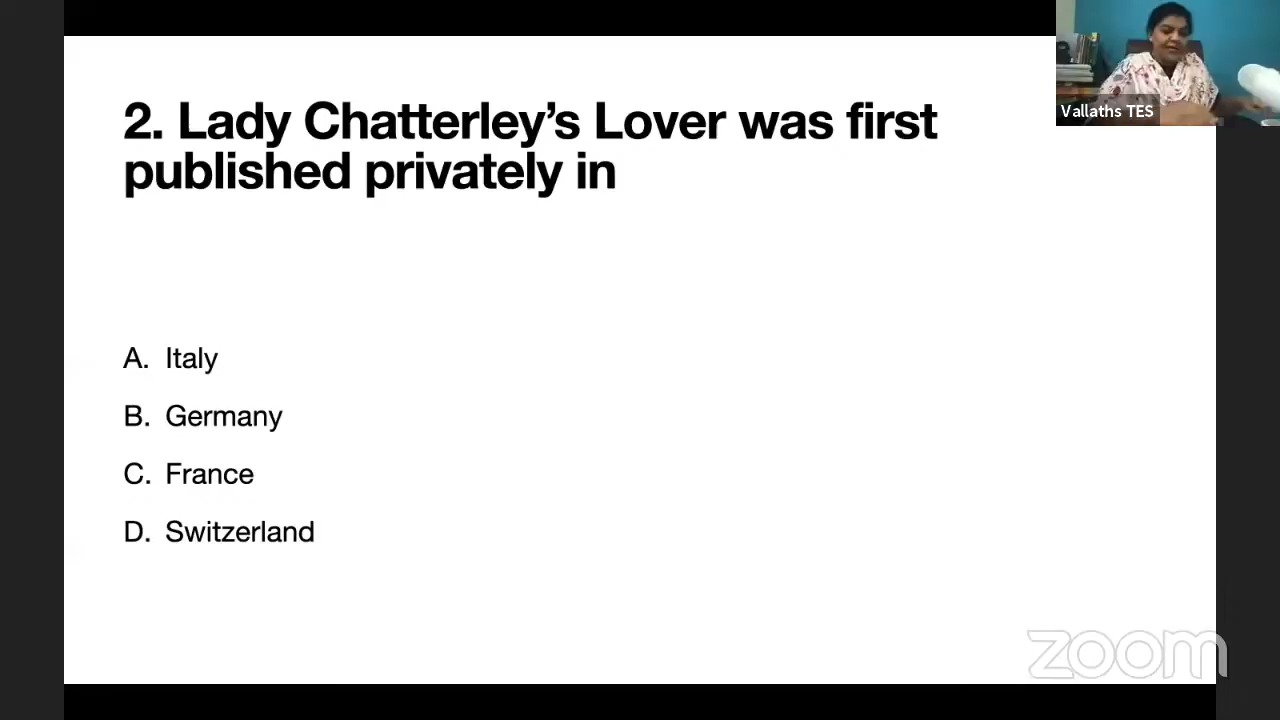 2. Lady Chatterley’s Lover was first
published privately in
A. Italy
B. Germany
C. France
D. Switzerland
Vallaths TES
zoom